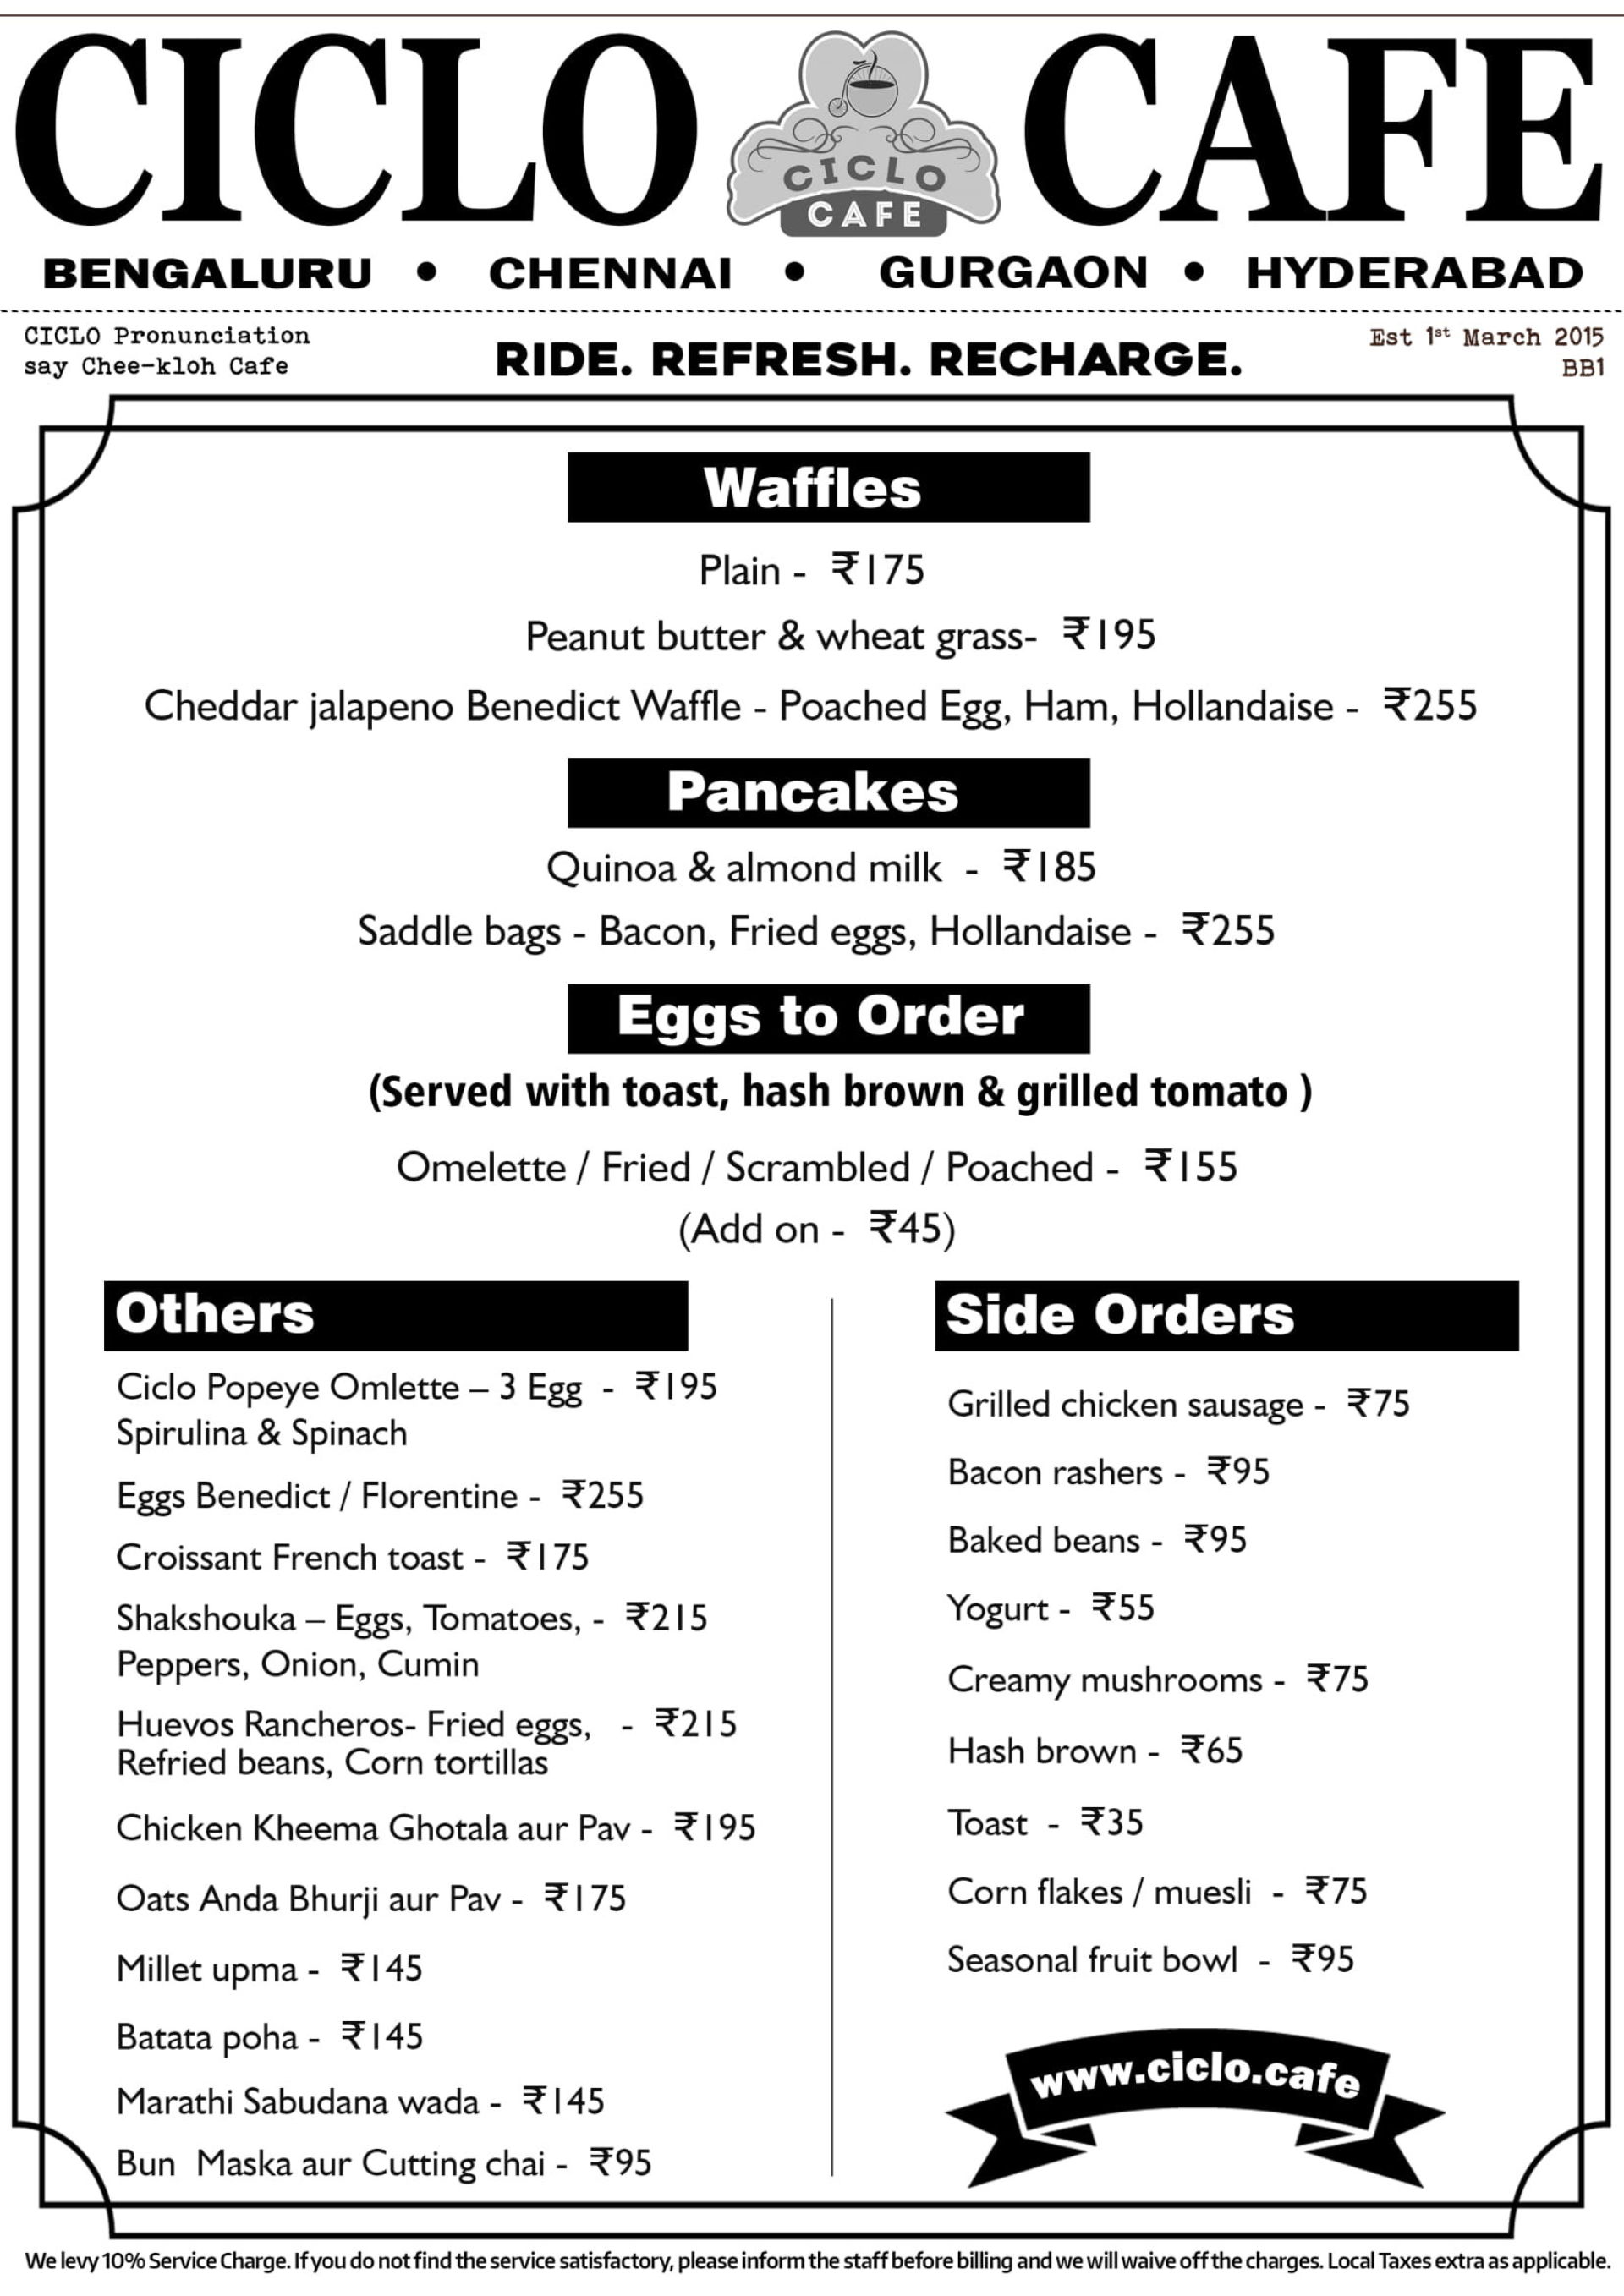 CICLO CICLO CAFE CAFE
BENGALURU • CHENNAI • GURGAON • HYDERABAD
CICLO Pronunciation
say Chee-kloh Cafe
RIDE. REFRESH. RECHARGE.
Est 1st March 2015
BB1
Waffles
Plain - ₹175
Peanut butter & wheat grass- ₹195
Cheddar jalapeno Benedict Waffle - Poached Egg, Ham, Hollandaise - ₹255
Pancakes
Quinoa & almond milk - ₹185
Saddle bags - Bacon, Fried eggs, Hollandaise - ₹255
Eggs to Order
(Served with toast, hash brown & grilled tomato )
Omelette / Fried / Scrambled / Poached - ₹155
(Add on - ₹45)
Others
Ciclo Popeye Omlette – 3 Egg - ₹195
Spirulina & Spinach
Eggs Benedict / Florentine - ₹255
Croissant French toast - ₹175
Shakshouka – Eggs, Tomatoes, - ₹215
Peppers, Onion, Cumin
Huevos Rancheros- Fried eggs, - ₹215
Refried beans, Corn tortillas
Chicken Kheema Ghotala aur Pav - ₹195
Oats Anda Bhurji aur Pav - ₹175
Millet upma - ₹145
Batata poha - ₹145
Marathi Sabudana wada - ₹145
Bun Maska aur Cutting chai - ₹95
Side Orders
Grilled chicken sausage - ₹75
Bacon rashers - ₹95
Baked beans - ₹95
Yogurt - ₹55
Creamy mushrooms - ₹75
Hash brown - ₹65
Toast - ₹35
Corn flakes / muesli - ₹75
Seasonal fruit bowl - ₹95
www.ciclo.cafe
We levy 10% Service Charge. If you do not find the service satisfactory, please inform the staff before billing and we will waive off the charges. Local Taxes extra as applicable.